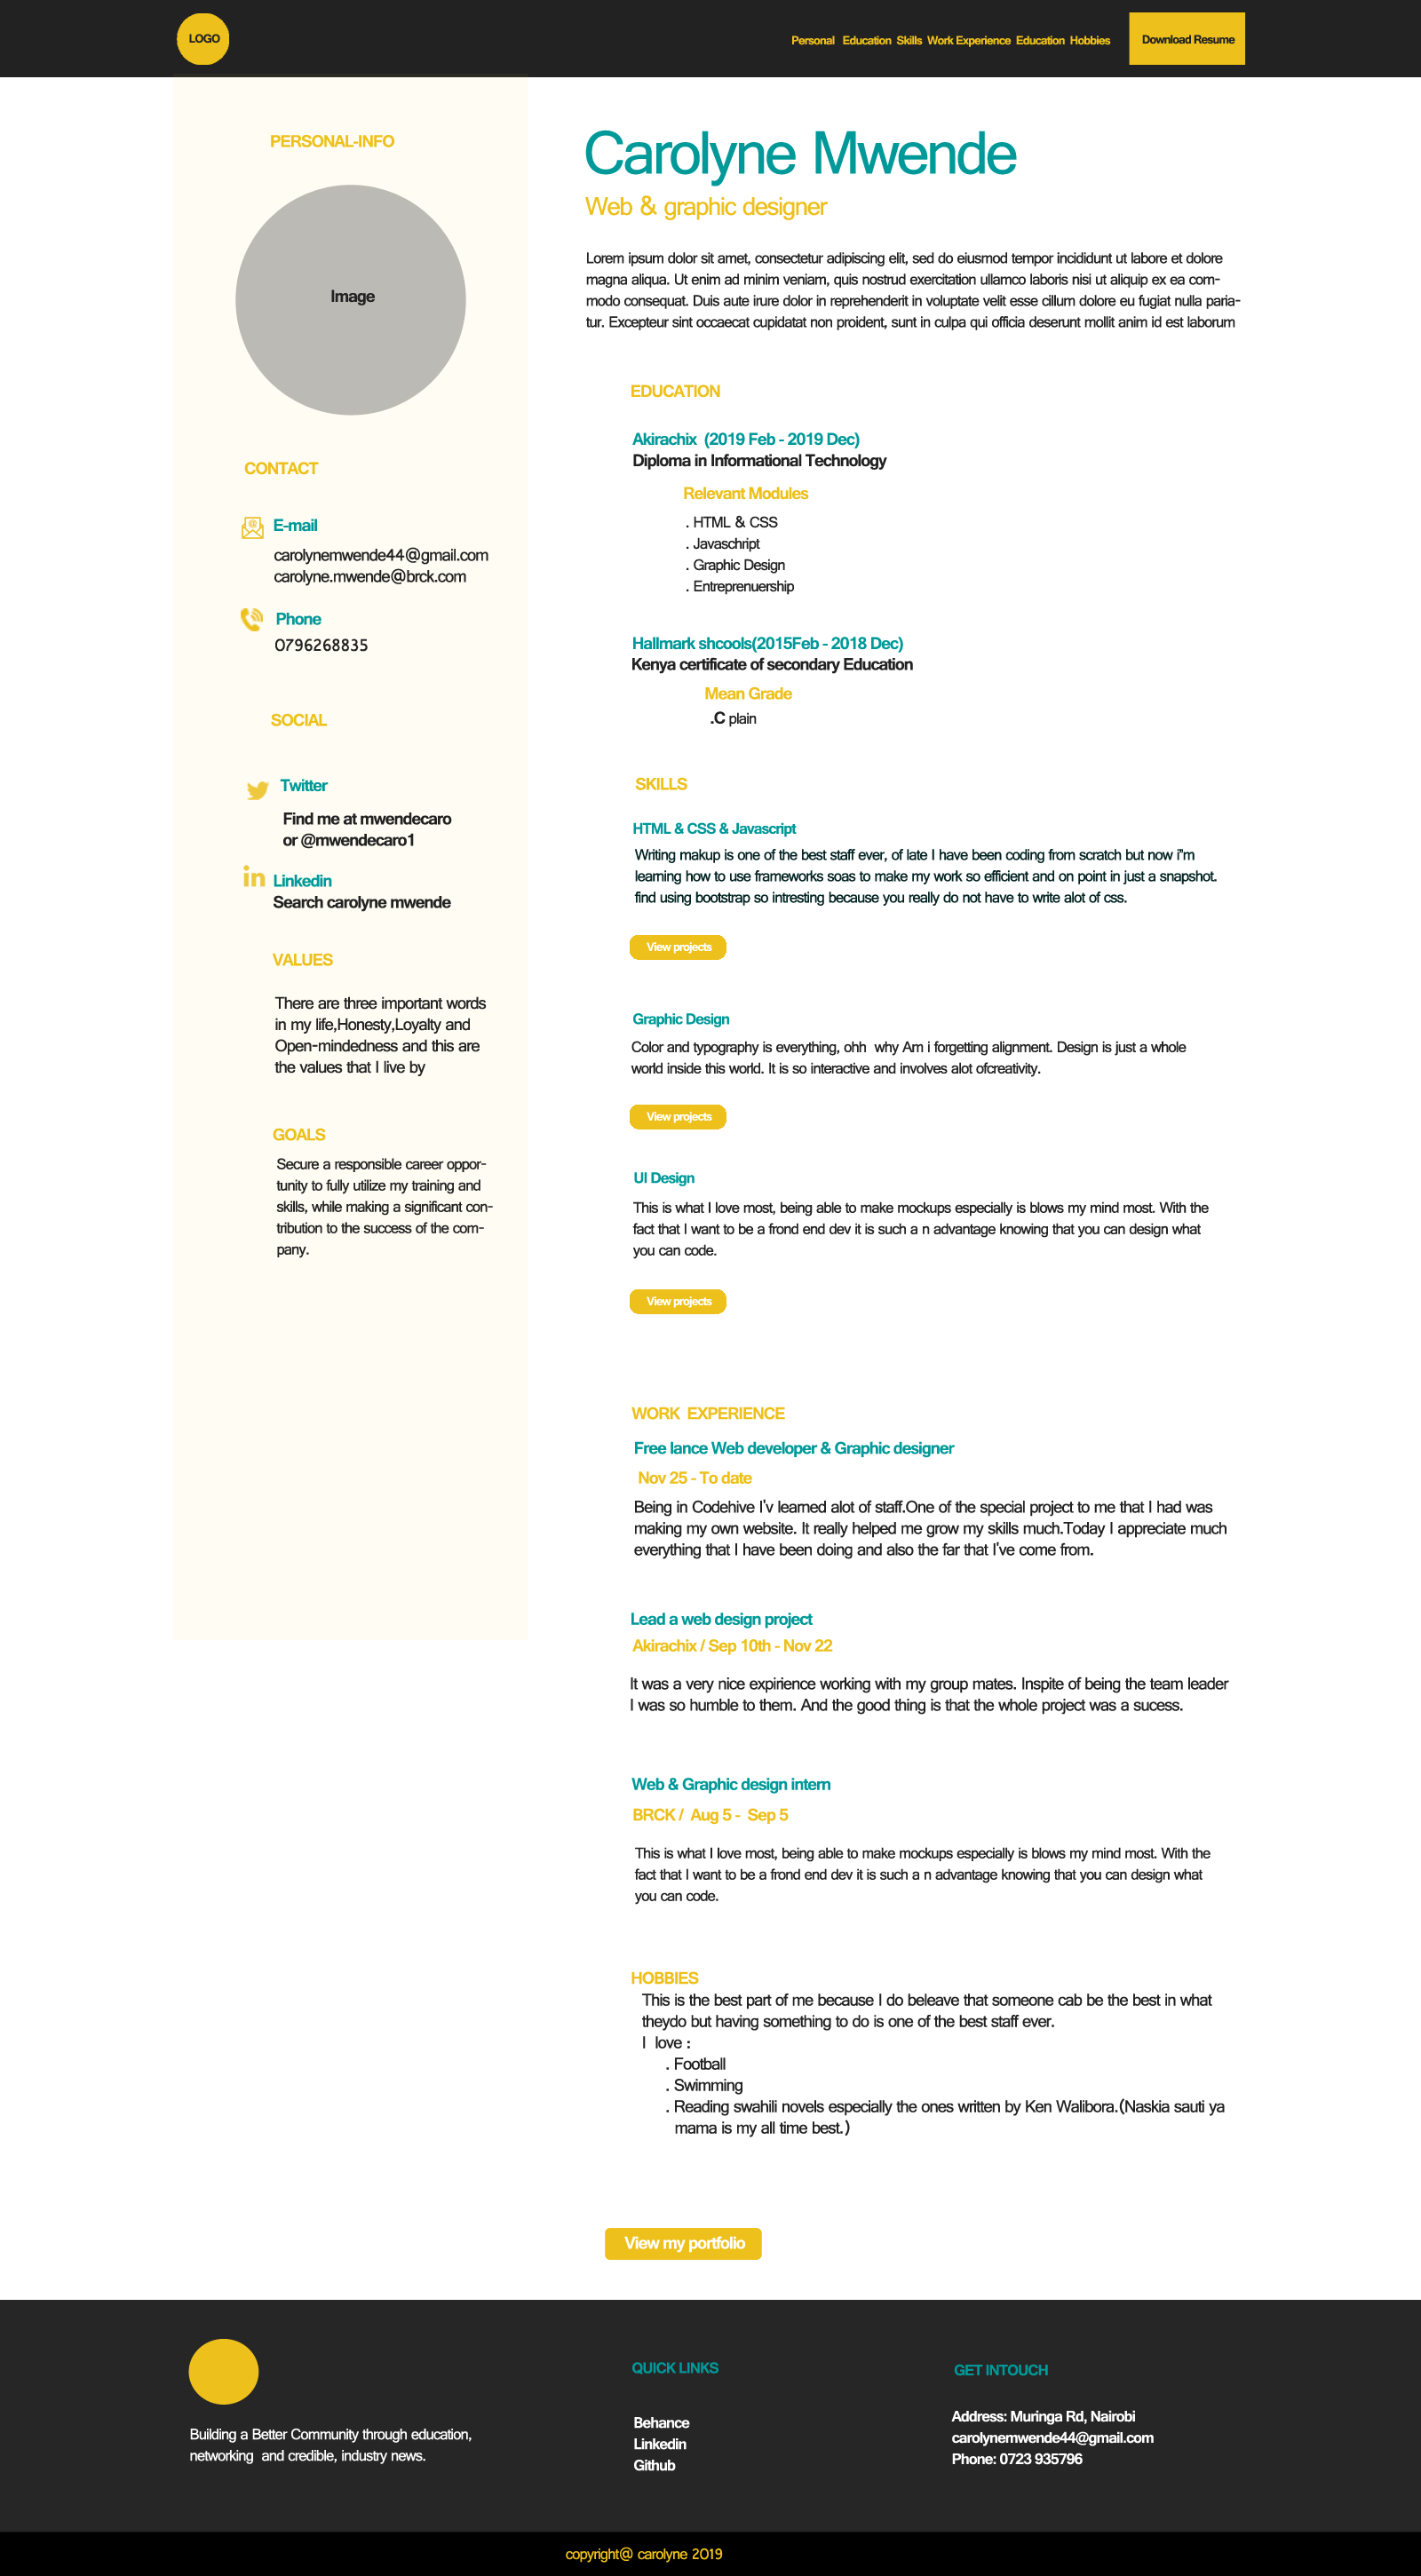 LOGO
Personal Education Skills Work Experience Education Hobbies
Download Resume
PERSONAL-INFO
Image
CONTACT
E-mail
carolynemwende44@gmail.com
carolyne.mwende@brck.com
Phone
0796268835
SOCIAL
Twitter
Find me at mwendecaro
or @mwendecaro1
Linkedin
Search carolyne mwende
VALUES
There are three important words
in my life,Honesty,Loyalty and
Open-mindedness and this are
the values that I live by
GOALS
Secure a responsible career oppor-
tunity to fully utilize my training and
skills, while making a significant con-
tribution to the success of the com-
pany.
Carolyne Mwende
Web & graphic designer
Lorem ipsum dolor sit amet, consectetur adipiscing elit, sed do eiusmod tempor incididunt ut labore et dolore
magna aliqua. Ut enim ad minim veniam, quis nostrud exercitation ullamco laboris nisi ut aliquip ex ea com-
modo consequat. Duis aute irure dolor in reprehenderit in voluptate velit esse cillum dolore eu fugiat nulla paria-
tur. Excepteur sint occaecat cupidatat non proident, sunt in culpa qui officia deserunt mollit anim id est laborum
EDUCATION
Akirachix (2019 Feb - 2019 Dec)
Diploma in Informational Technology
Relevant Modules
. HTML & CSS
. Javaschript
. Graphic Design
. Entreprenuership
Hallmark shcools(2015Feb - 2018 Dec)
Kenya certificate of secondary Education
Mean Grade
.C plain
SKILLS
HTML & CSS & Javascript
Writing makup is one of the best staff ever, of late I have been coding from scratch but now i"m
learning how to use frameworks soas to make my work so efficient and on point in just a snapshot.
find using bootstrap so intresting because you really do not have to write alot of css.
View projects
Graphic Design
Color and typography is everything, ohh why Am i forgetting alignment. Design is just a whole
world inside this world. It is so interactive and involves alot ofcreativity.
View projects
UI Design
This is what I love most, being able to make mockups especially is blows my mind most. With the
fact that I want to be a frond end dev it is such a n advantage knowing that you can design what
you can code.
View projects
WORK EXPERIENCE
Free lance Web developer & Graphic designer
Nov 25 - To date
Being in Codehive I'v learned alot of staff.One of the special project to me that I had was
making my own website. It really helped me grow my skills much.Today I appreciate much
everything that I have been doing and also the far that I've come from.
Lead a web design project
Akirachix / Sep 10th - Nov 22
It was a very nice expirience working with my group mates. Inspite of being the team leader
I was so humble to them. And the good thing is that the whole project was a sucess.
Web & Graphic design intern
BRCK / Aug 5 - Sep 5
This is what I love most, being able to make mockups especially is blows my mind most. With the
fact that I want to be a frond end dev it is such a n advantage knowing that you can design what
you can code.
HOBBIES
This is the best part of me because I do beleave that someone cab be the best in what
theydo but having something to do is one of the best staff ever.
I love :
. Football
. Swimming
. Reading swahili novels especially the ones written by Ken Walibora.(Naskia sauti ya
mama is my all time best.)
View my portfolio
Building a Better Community through education,
networking and credible, industry news.
QUICK LINKS
Behance
Linkedin
Github
GET INTOUCH
Address: Muringa Rd, Nairobi
carolynemwende44@gmail.com
Phone: 0723 935796
copyright@ carolyne 2019